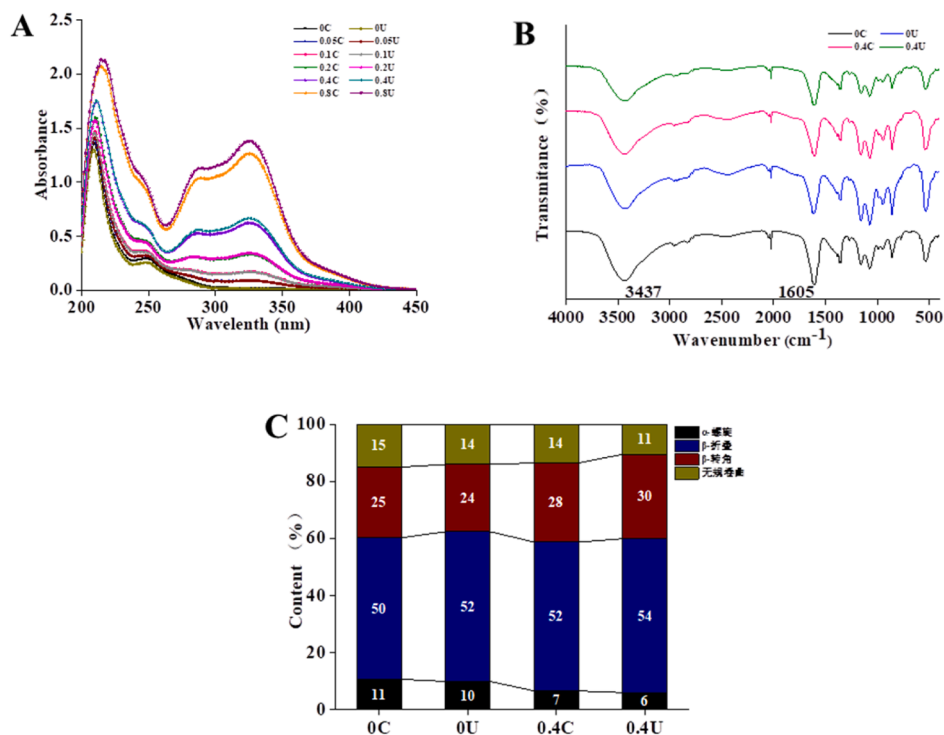 A
0C 0U
0.05C 0.05U
0.1C 0.1U
0.2C 0.2U
0.4C 0.4U
0.8C 0.8U
2.5
2.0
1.5
1.0
0.5
0.0
Absorbance
200 250 300 350 400 450
Wavelenth (nm)
B
0C 0U
0.4C 0.4U
Transmitance (%)
3437 1605
4000 3500 3000 2500 2000 1500 1000 500
Wavenumber (cm-1)
C
100
80
60
40
20
0
Content (%)
15 14 14 11
25 24 28 30
50 52 52 54
11 10 7 6
0C 0U 0.4C 0.4U
α-螺旋
β-折叠
β-转角
无规卷曲